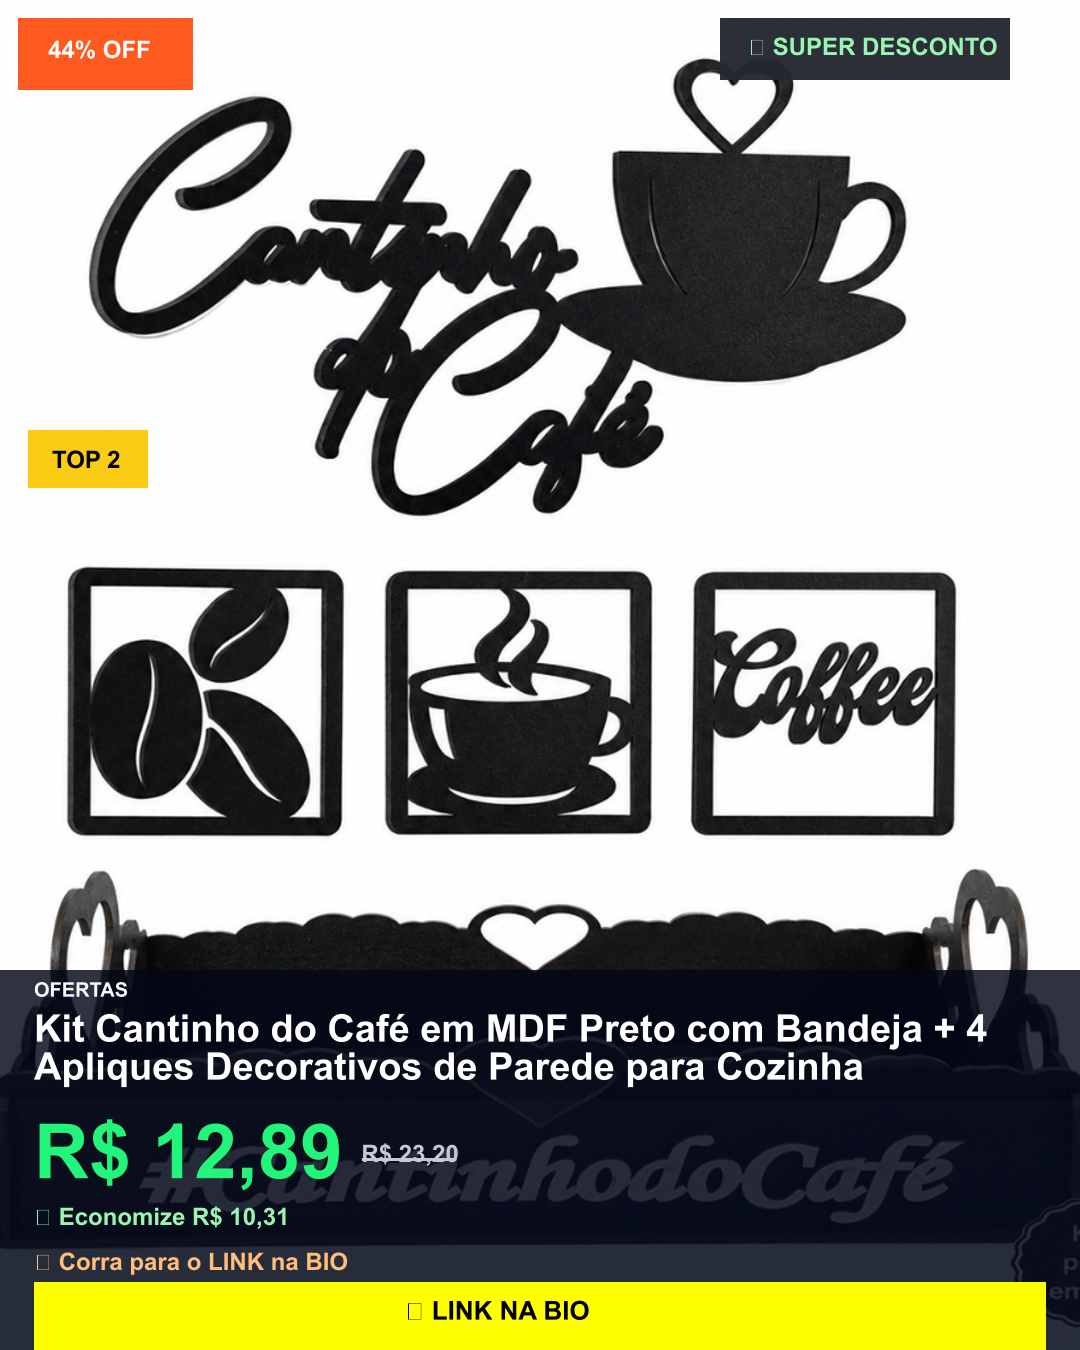 44% OFF
SUPER DESCONTO
Cantinho
do Café
TOP 2
Coffee
OFERTAS
Kit Cantinho do Café em MDF Preto com Bandeja + 4
Apliques Decorativos de Parede para Cozinha
R$ 12,89 R$ 23,20
#CantinhodoCafé
Economize R$ 10,31
Corra para o LINK na BIO
LINK NA BIO